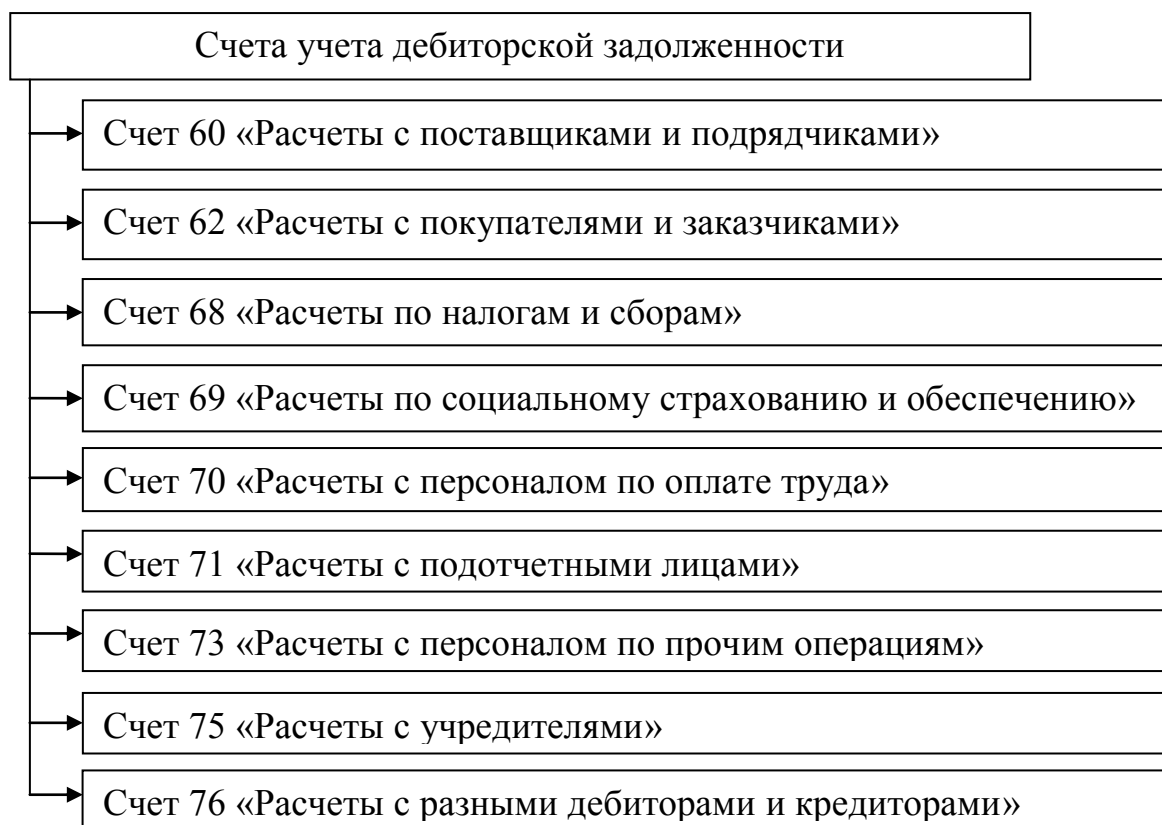 Счета учета дебиторской задолженности
Счет 60 «Расчеты с поставщиками и подрядчиками»
Счет 62 «Расчеты с покупателями и заказчиками»
Счет 68 «Расчеты по налогам и сборам»
Счет 69 «Расчеты по социальному страхованию и обеспечению»
Счет 70 «Расчеты с персоналом по оплате труда»
Счет 71 «Расчеты с подотчетными лицами»
Счет 73 «Расчеты с персоналом по прочим операциям»
Счет 75 «Расчеты с учредителями»
Счет 76 «Расчеты с разными дебиторами и кредиторами»